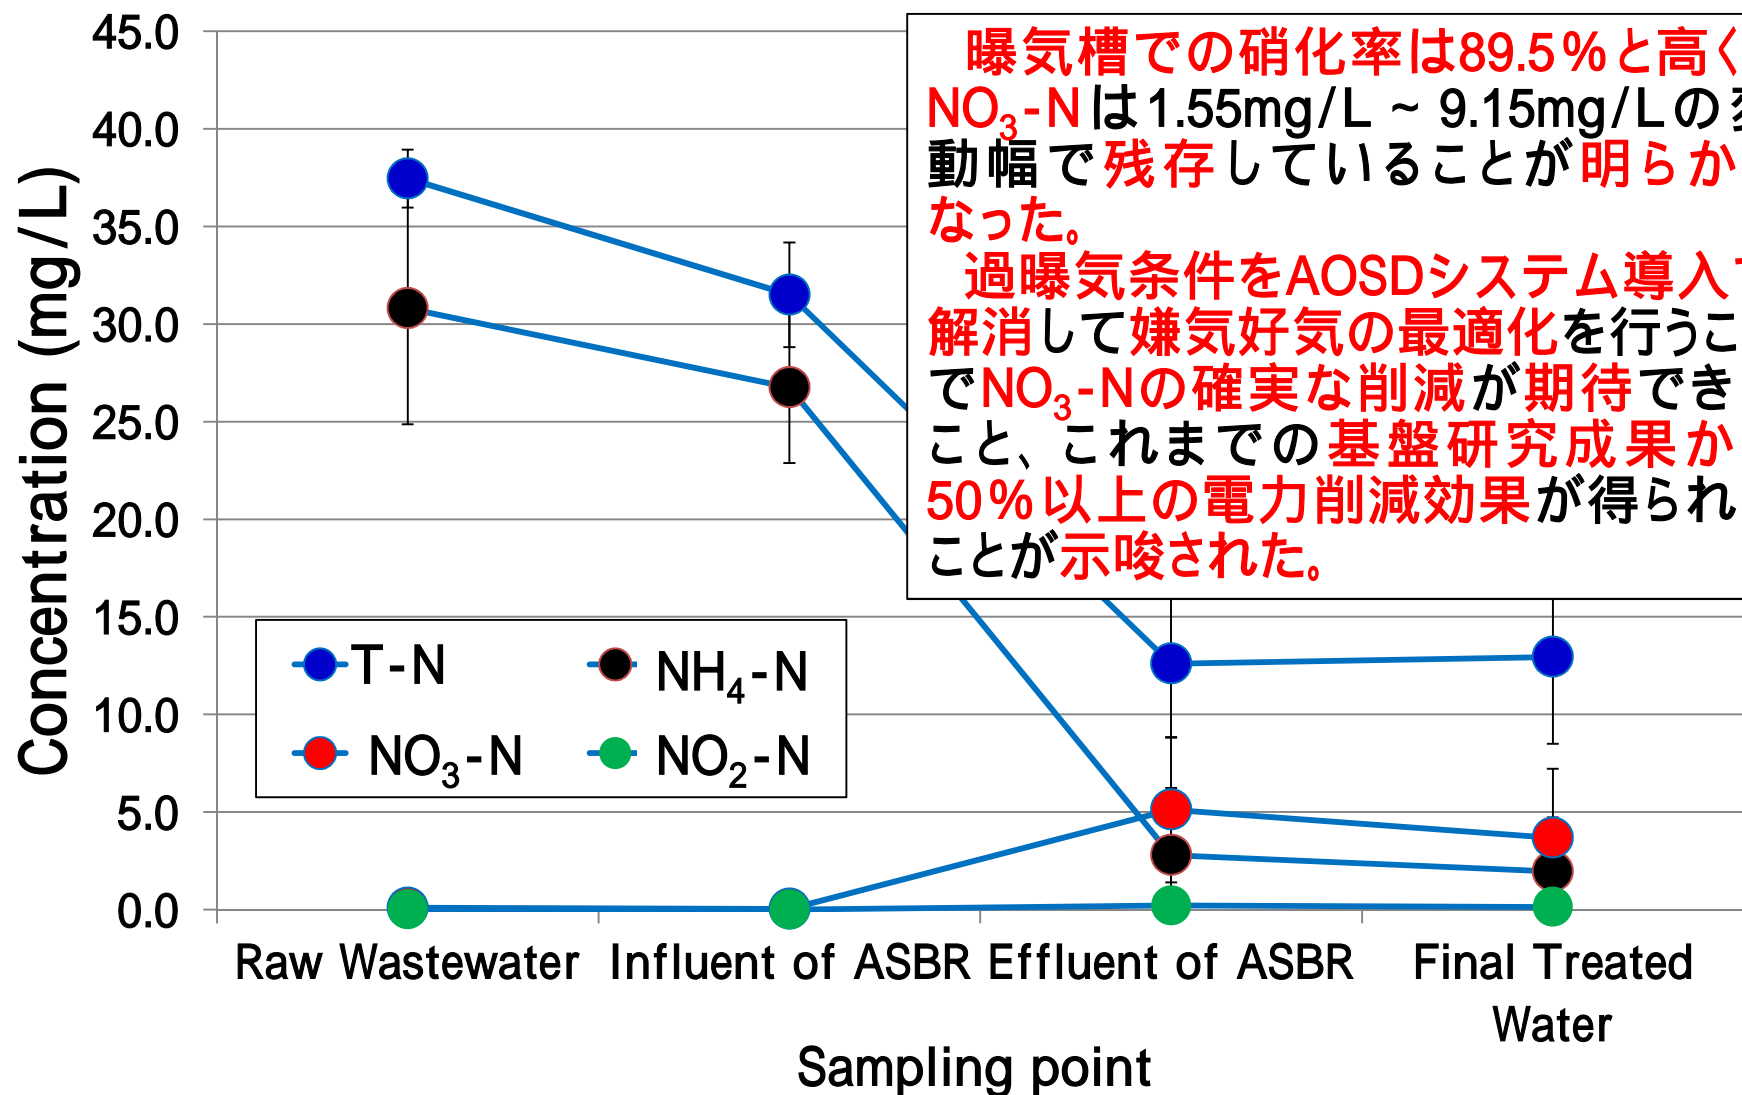 45.0
40.0
35.0
30.0
25.0
20.0
15.0
10.0
5.0
0.0
Concentration (mg/L)
曝気槽での硝化率は89.5%と高く
NO₃-Nは1.55mg/L ~ 9.15mg/Lの
動幅で残存していることが明らか
なった。
過曝気条件をAOSDシステム導入
解消して嫌気好気の最適化を行うこ
でNO₃-Nの確実な削減が期待でき
こと、これまでの基盤研究成果か
50%以上の電力削減効果が得られ
ことが示唆された。
T-N NH₄-N
NO₃-N NO₂-N
Raw Wastewater Influent of ASBR Effluent of ASBR Final Treated
Water
Sampling point